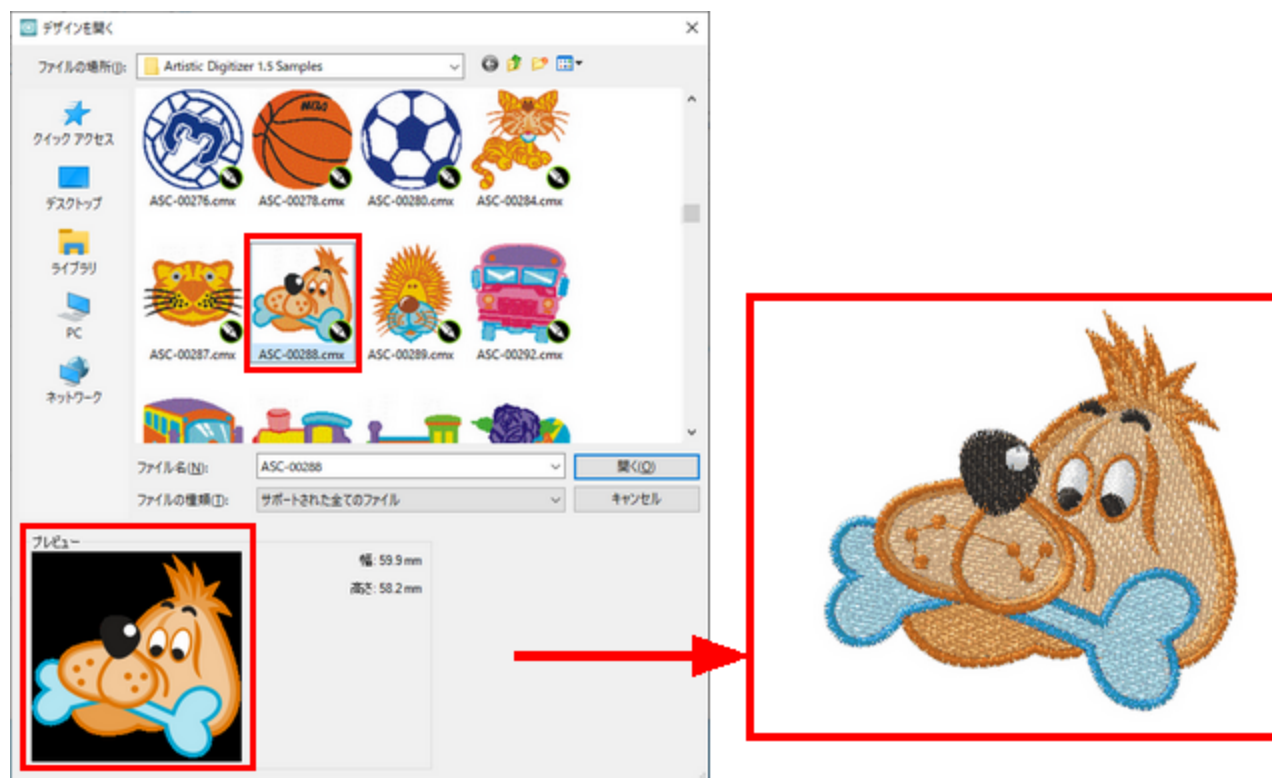 デザインを開く
ファイルの場所(I):
Artistic Digitizer 1.5 Samples
クイック アクセス
デスクトップ
ライブラリ
PC
ネットワーク
ASC-00276.cmx
ASC-00278.cmx
ASC-00280.cmx
ASC-00284.cmx
ASC-00287.cmx
ASC-00288.cmx
ASC-00289.cmx
ASC-00292.cmx
ファイル名(N):
ASC-00288
開く(O)
ファイルの種類(T):
サポートされた全てのファイル
キャンセル
プレビュー
幅: 59.9 mm
高さ: 58.2 mm